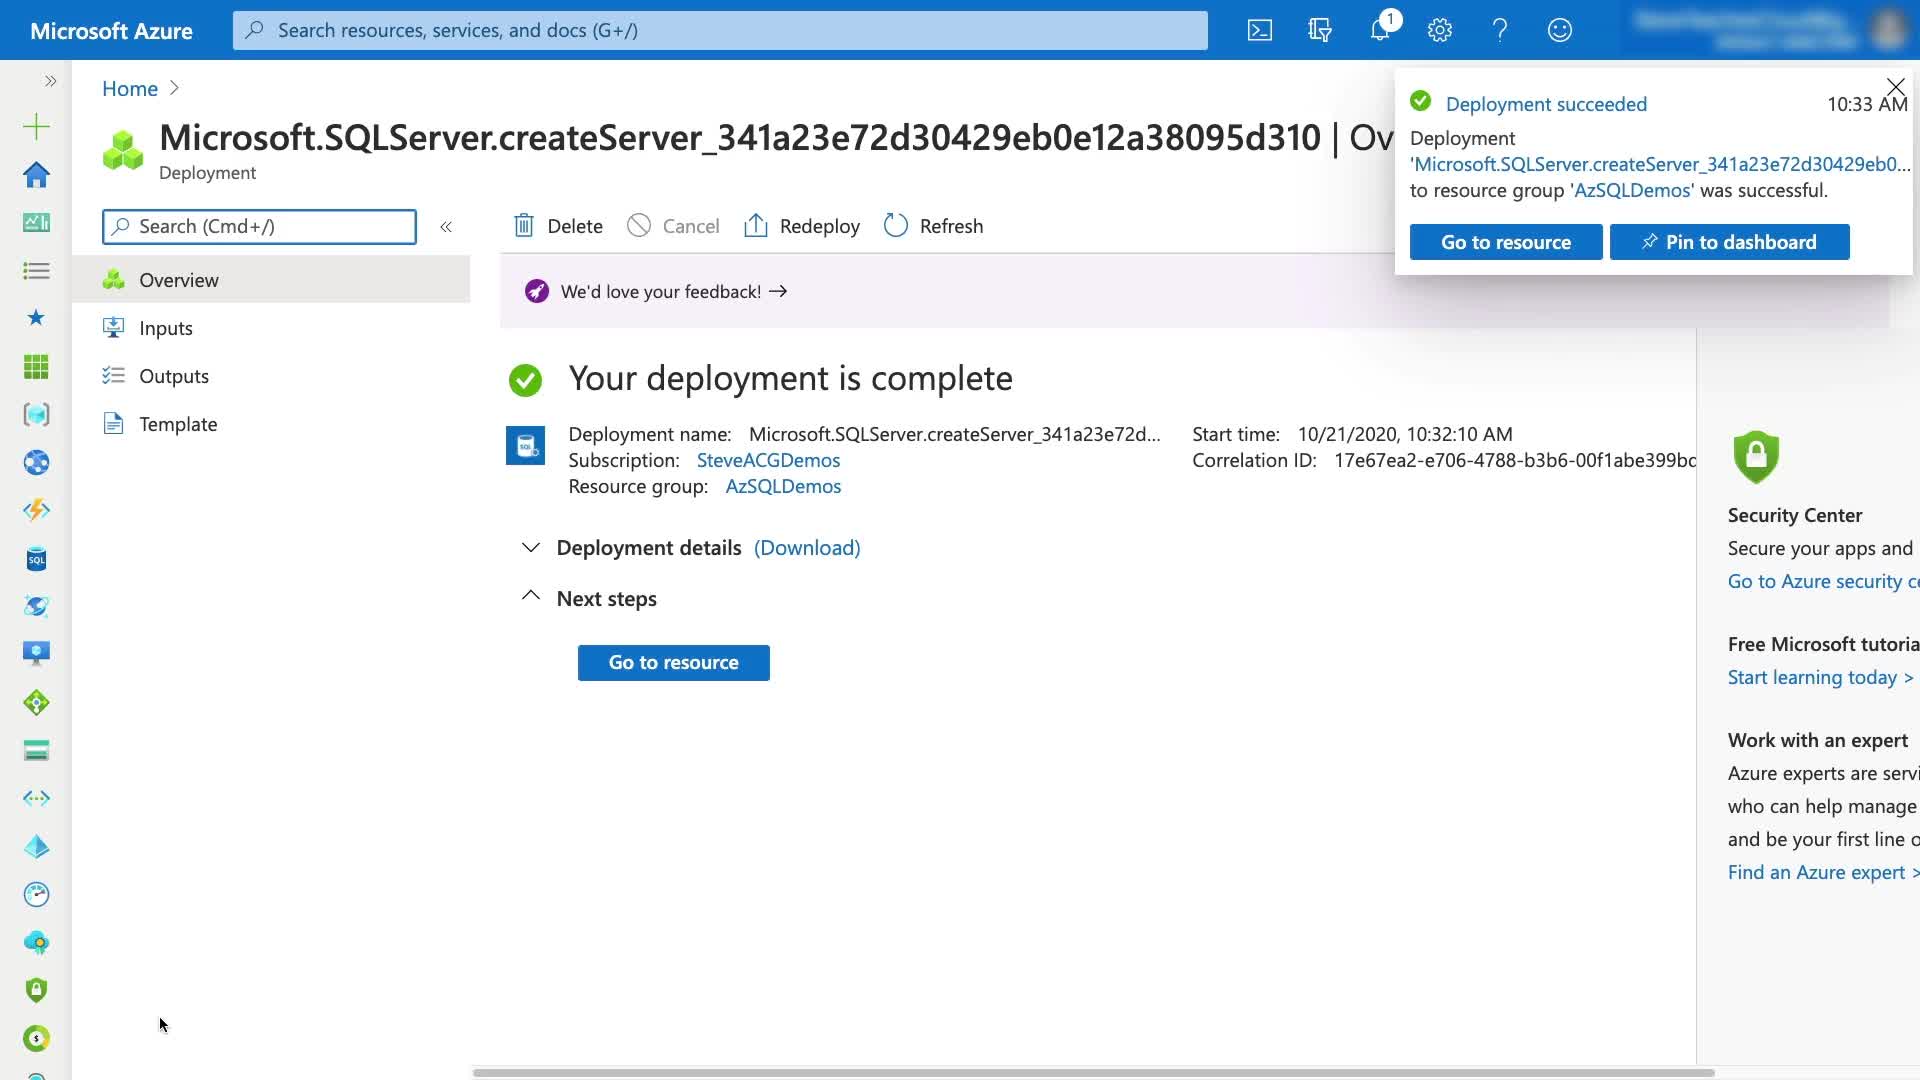 Microsoft Azure
Search resources, services, and docs (G+/)
1
Home
Microsoft.SQLServer.createServer_341a23e72d30429eb0e12a38095d310 | Ov
Deployment
Deployment succeeded
10:33 AM
Deployment
'Microsoft.SQLServer.createServer_341a23e72d30429eb0...
to resource group 'AzSQLDemos' was successful.
Go to resource
Pin to dashboard
Search (Cmd+/)
Delete
Cancel
Redeploy
Refresh
Overview
Inputs
Outputs
Template
We'd love your feedback! →
Your deployment is complete
SQL
Deployment name: Microsoft.SQLServer.createServer_341a23e72d...
Start time: 10/21/2020, 10:32:10 AM
Subscription: SteveACGDemos
Correlation ID: 17e67ea2-e706-4788-b3b6-00f1abe399bc
Resource group: AzSQLDemos
Deployment details (Download)
Next steps
Go to resource
SQL
Security Center
Secure your apps and
Go to Azure security ce
Free Microsoft tutoria
Start learning today >
Work with an expert
Azure experts are servi
who can help manage
and be your first line o
Find an Azure expert >